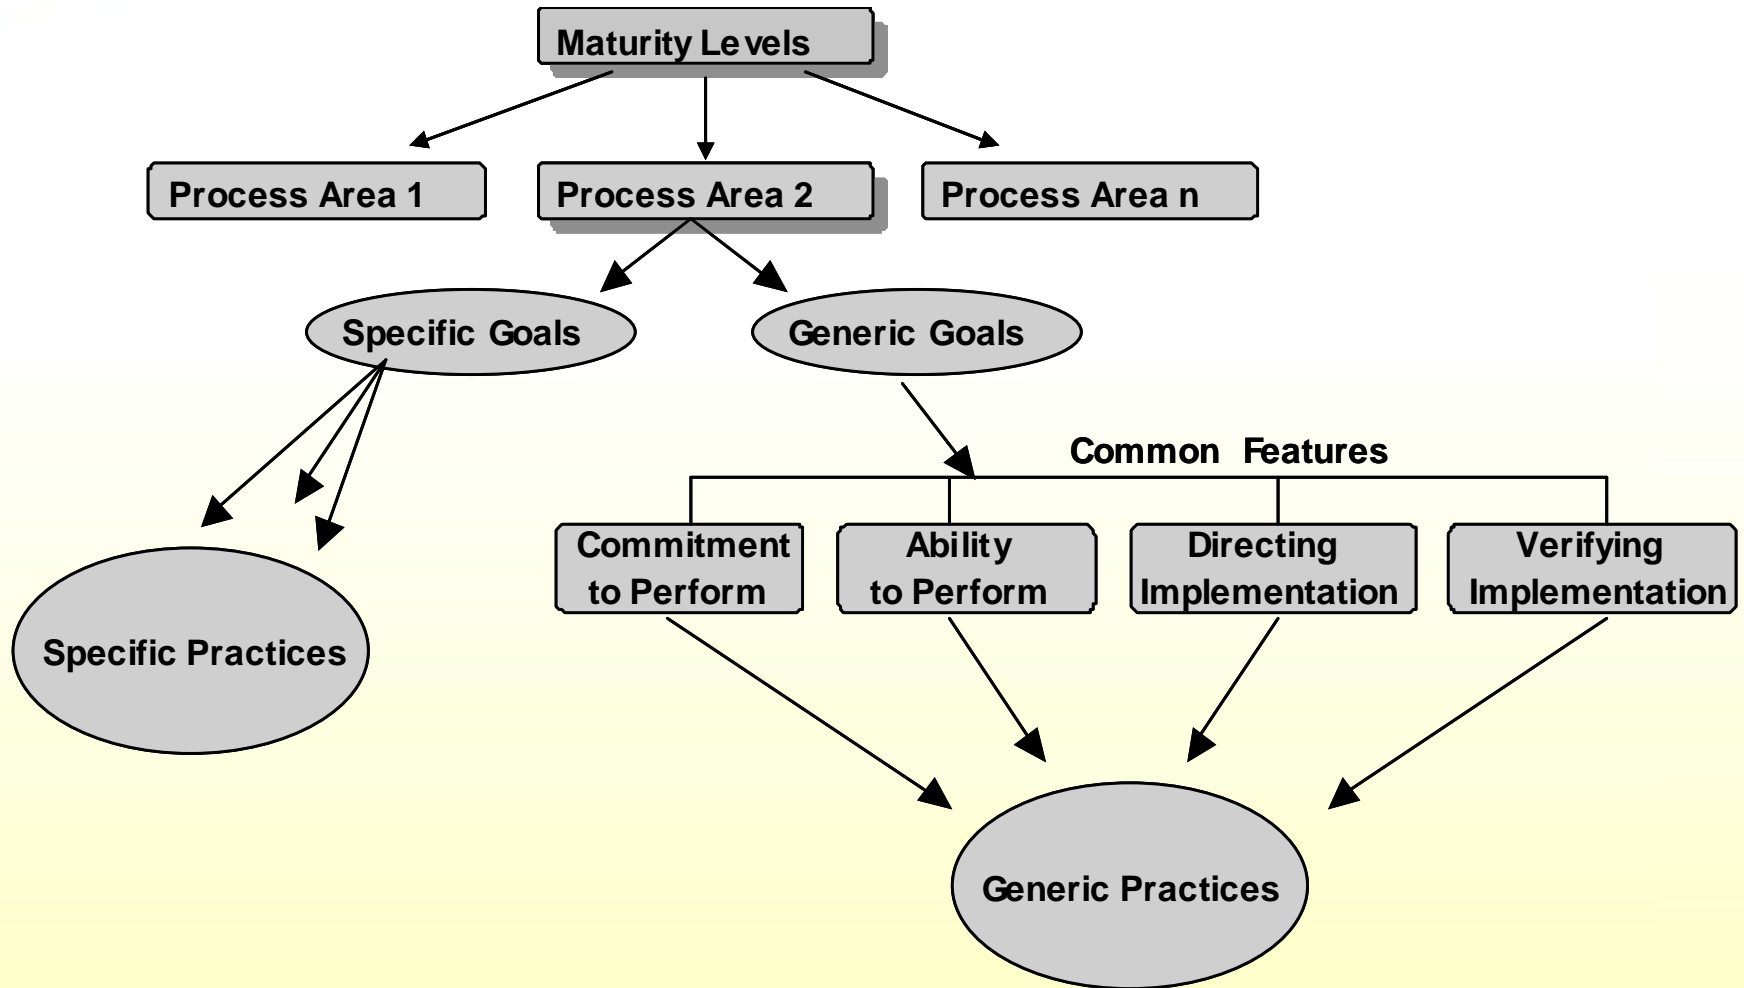 Maturity Levels
Process Area 1
Process Area 2
Process Area n
Specific Goals
Generic Goals
Common Features
Commitment
to Perform
Ability
to Perform
Directing
Implementation
Verifying
Implementation
Specific Practices
Generic Practices